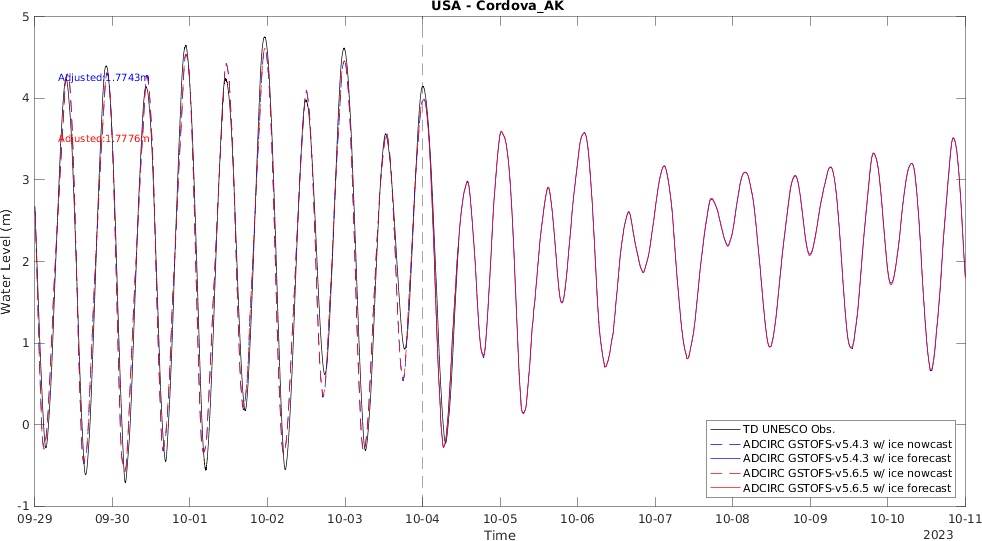 USA - Cordova_AK
5
4
3
2
1
0
-1
Water Level (m)
Adjusted:1.7743m
Adjusted:1.7776m
TD UNESCO Obs.
ADCIRC GSTOFS-v5.4.3 w/ ice nowcast
ADCIRC GSTOFS-v5.4.3 w/ ice forecast
ADCIRC GSTOFS-v5.6.5 w/ ice nowcast
ADCIRC GSTOFS-v5.6.5 w/ ice forecast
09-29 09-30 10-01 10-02 10-03 10-04 10-05 10-06 10-07 10-08 10-09 10-10 10-11
Time
2023